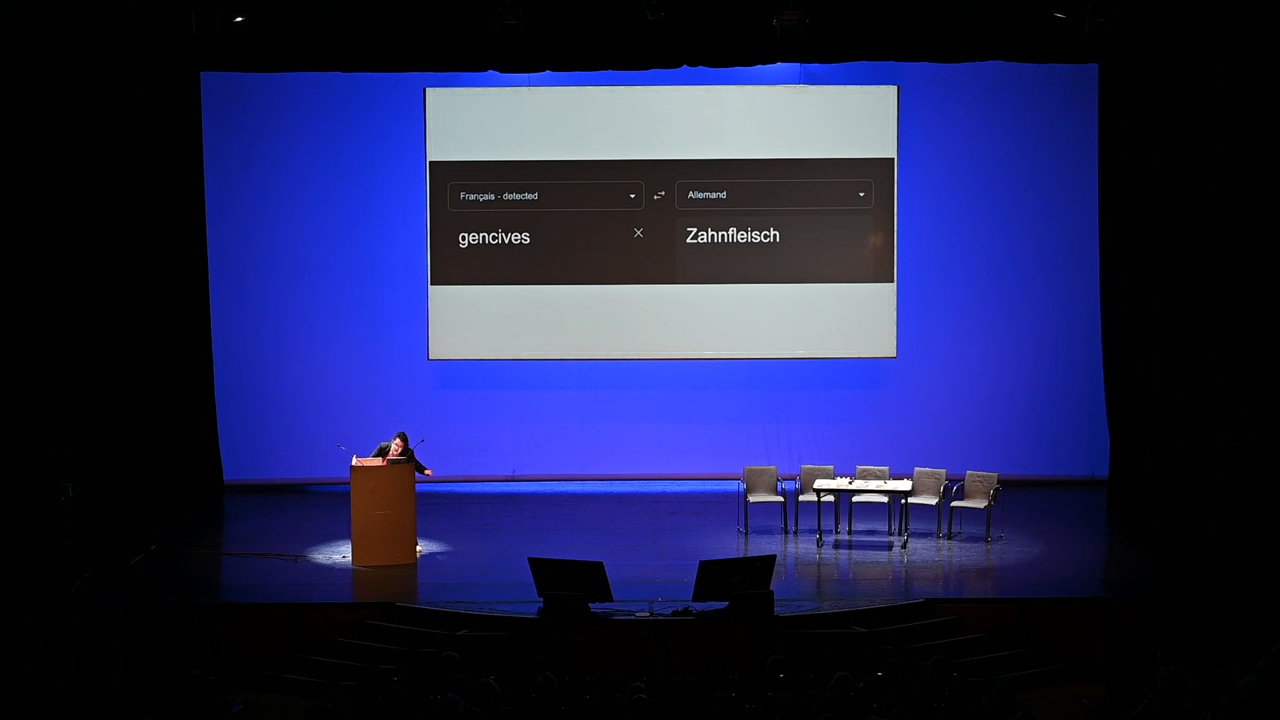 Français - detected
Allemand
gencives
Zahnfleisch